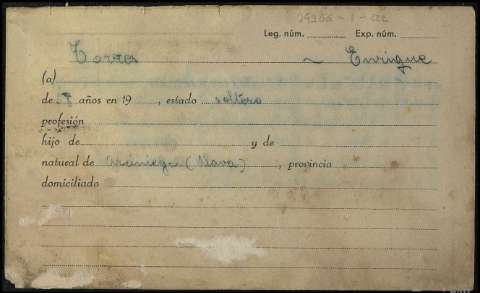 Leg. núm. Exp. núm.
Torres ~ Enrique
(a)
de años en 19 , estado soltero
profesión
hijo de y de
natural de (Alava) , provincia
domiciliado